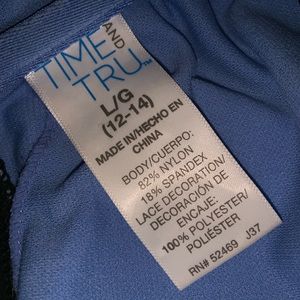 TIME AND
TRU™
L/G
(12-14)
MADE IN/HECHO EN
CHINA
BODY/CUERPO:
82% NYLON
18% SPANDEX
LACE DECORATION/
DECORACIÓN DE
ENCAJE:
100% POLYESTER/
POLIÉSTER
RN# 52469 J37